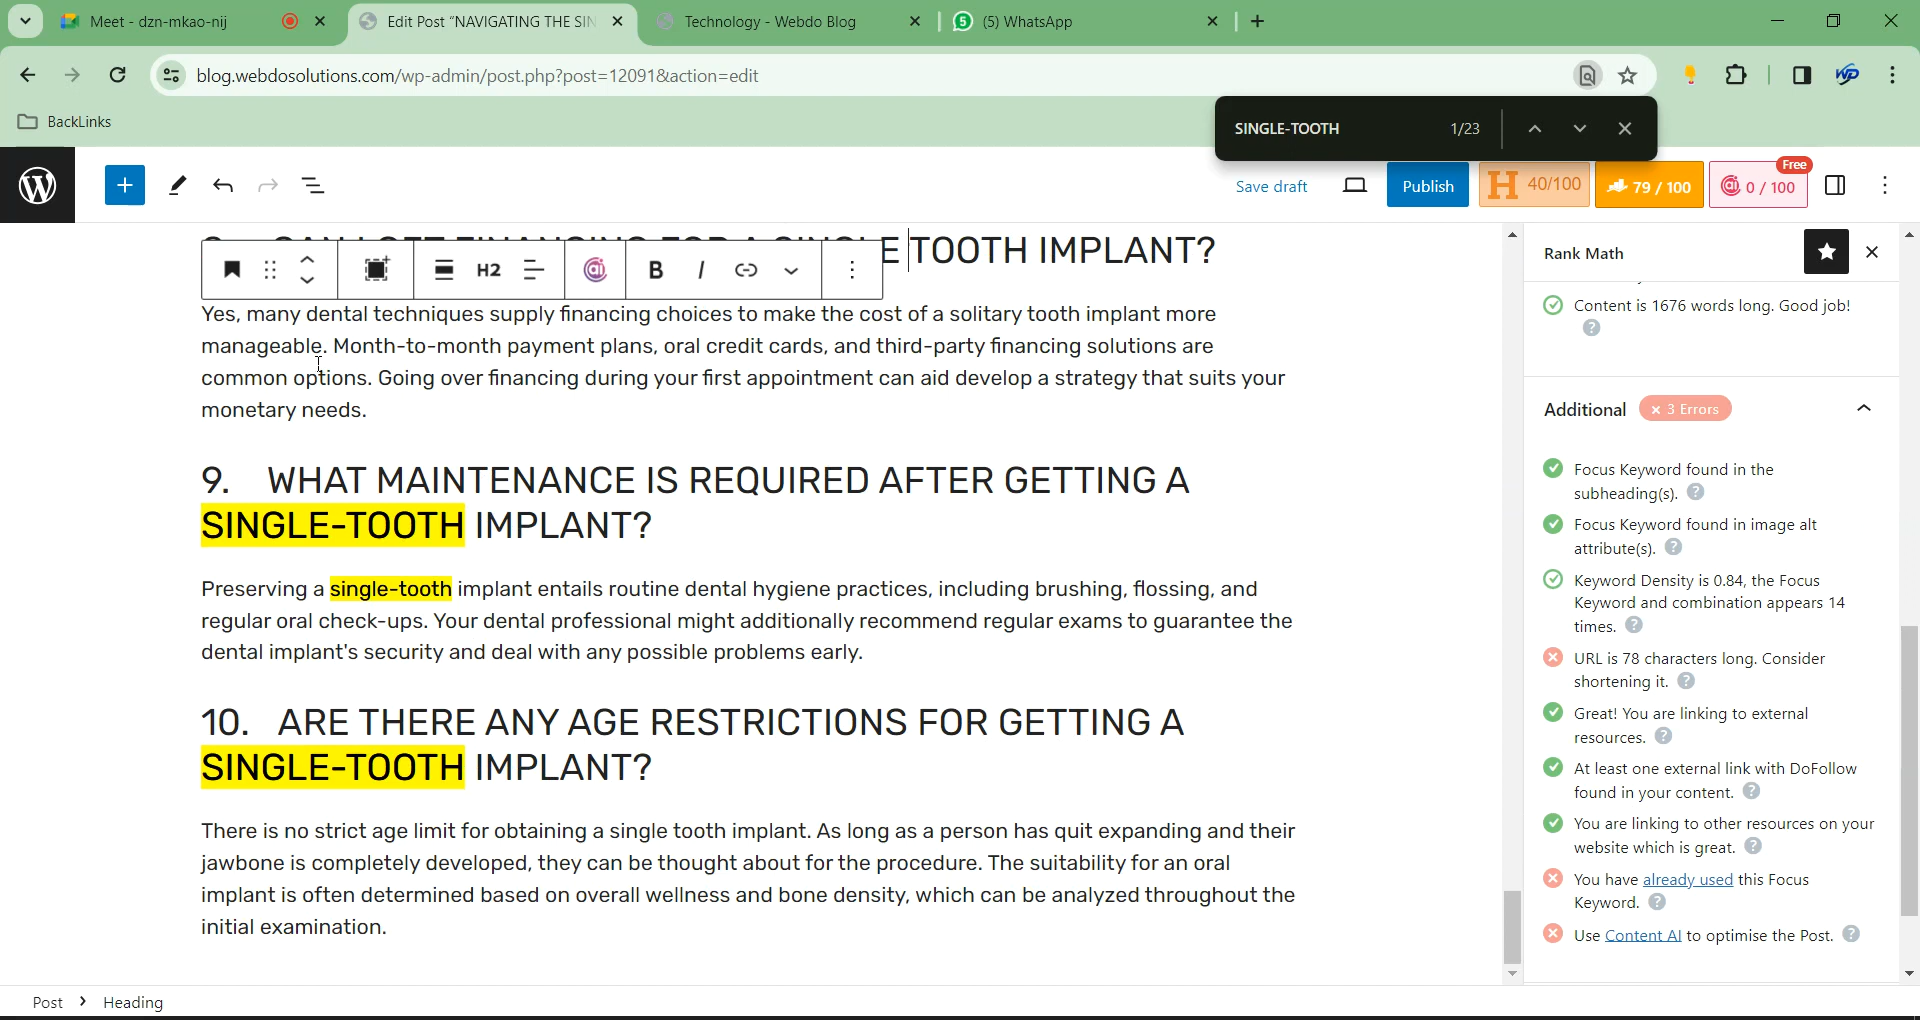 Meet - dzn-mkao-nij
Edit Post “NAVIGATING THE SIN
Technology - Webdo Blog
5
(5) WhatsApp
blog.webdosolutions.com/wp-admin/post.php?post=12091&action=edit
BackLinks
SINGLE-TOOTH 1/23
Save draft
Publish
H 40/100
79 / 100
ai 0 / 100
Free
TOOTH IMPLANT?
H2
ai
B
I
Yes, many dental techniques supply financing choices to make the cost of a solitary tooth implant more
manageable. Month-to-month payment plans, oral credit cards, and third-party financing solutions are
common options. Going over financing during your first appointment can aid develop a strategy that suits your
monetary needs.
9. WHAT MAINTENANCE IS REQUIRED AFTER GETTING A
SINGLE-TOOTH IMPLANT?
Preserving a single-tooth implant entails routine dental hygiene practices, including brushing, flossing, and
regular oral check-ups. Your dental professional might additionally recommend regular exams to guarantee the
dental implant's security and deal with any possible problems early.
10. ARE THERE ANY AGE RESTRICTIONS FOR GETTING A
SINGLE-TOOTH IMPLANT?
There is no strict age limit for obtaining a single tooth implant. As long as a person has quit expanding and their
jawbone is completely developed, they can be thought about for the procedure. The suitability for an oral
implant is often determined based on overall wellness and bone density, which can be analyzed throughout the
initial examination.
Rank Math
Content is 1676 words long. Good job!
Additional × 3 Errors
Focus Keyword found in the
subheading(s).
Focus Keyword found in image alt
attribute(s).
Keyword Density is 0.84, the Focus
Keyword and combination appears 14
times.
URL is 78 characters long. Consider
shortening it.
Great! You are linking to external
resources.
At least one external link with DoFollow
found in your content.
You are linking to other resources on your
website which is great.
You have already used this Focus
Keyword.
Use Content AI to optimise the Post.
Post > Heading